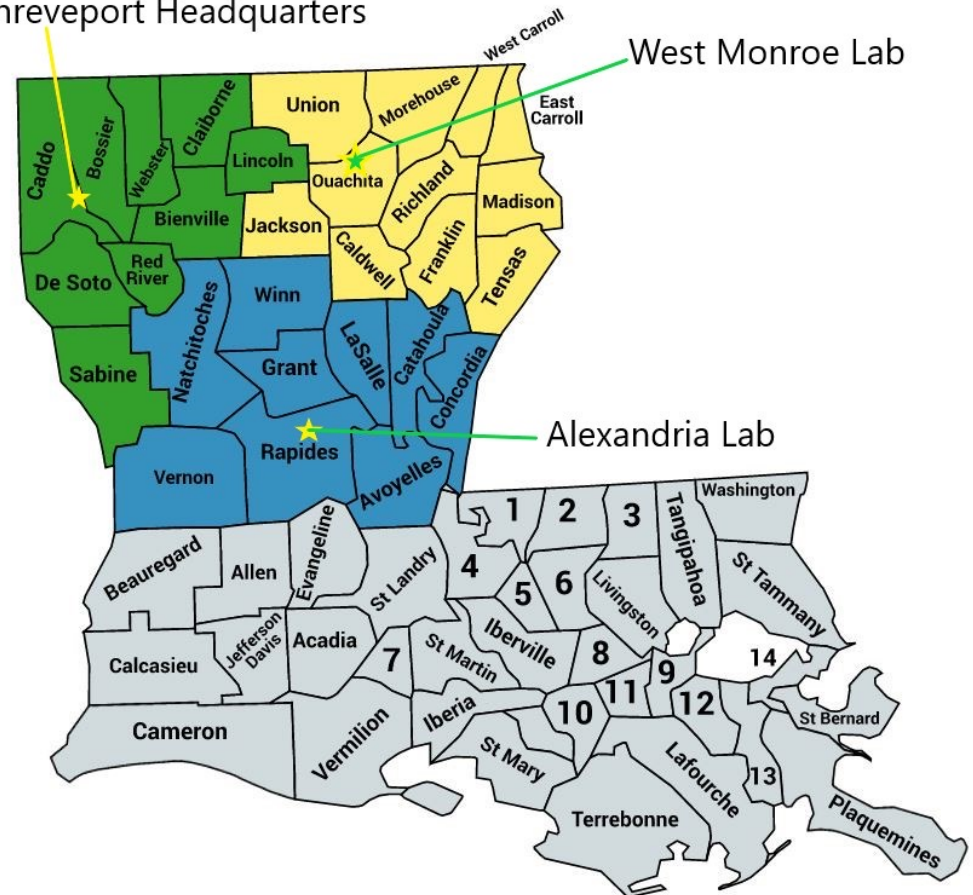 hreveport Headquarters
West Carroll
West Monroe Lab
East
Carroll
Union
Morehouse
Claiborne
Caddo
Bossier
Webster
Lincoln
Ouachita
Richland
Madison
Bienville
Jackson
Franklin
Caldwell
Tensas
De Soto
Red
River
Winn
Natchitoches
LaSalle
Catahoula
Concordia
Grant
Sabine
Rapides
Alexandria Lab
Vernon
Avoyelles
Washington
1
2
3
Tangipahoa
Beauregard
Allen
Evangeline
St Landry
4
5
6
Livingston
St Tammany
Calcasieu
Jefferson
Davis
Acadia
7
St Martin
Iberville
8
9
14
11
10
12
Cameron
Vermilion
Iberia
St Mary
St Bernard
Lafourche
13
Terrebonne
Plaquemines